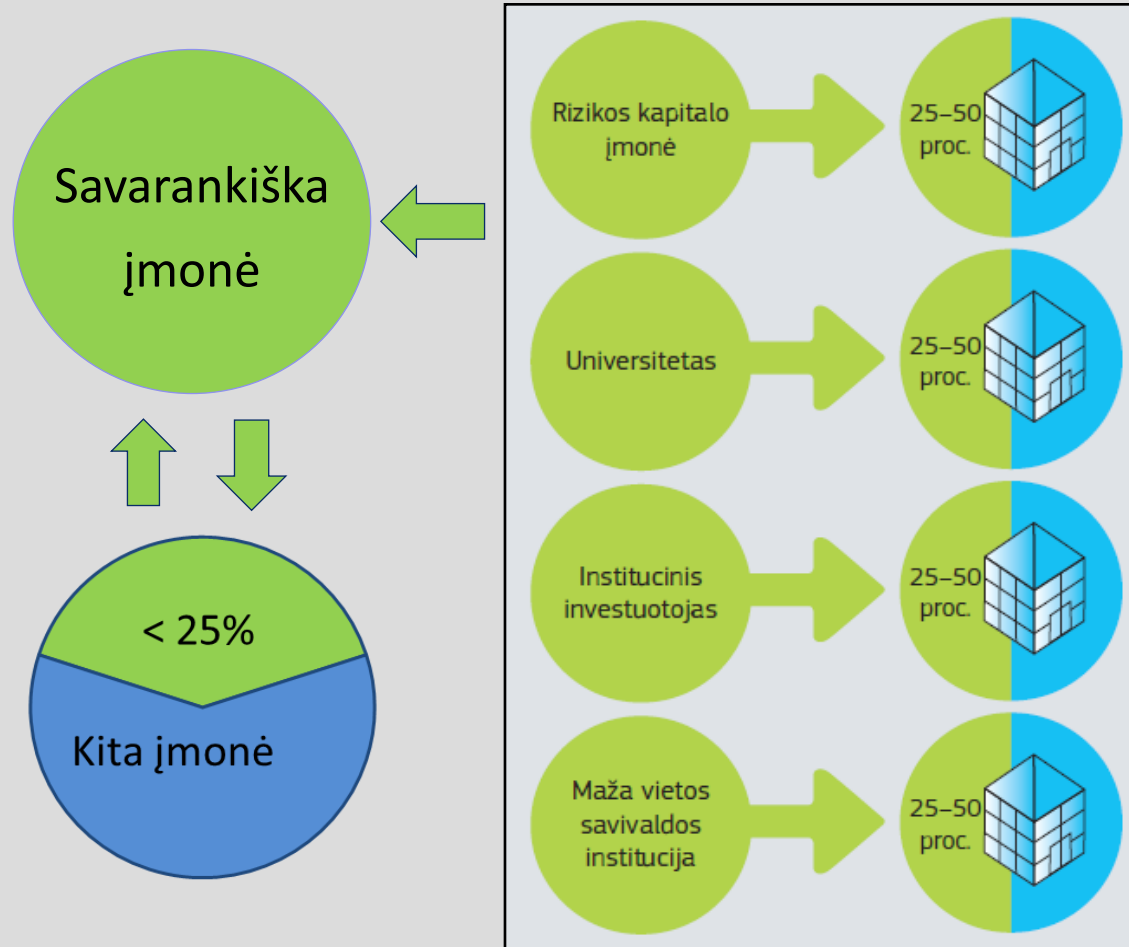 Savarankiška
įmonė
< 25%
Kita įmonė
Rizikos kapitalo
įmonė
25–50
proc.
Universitetas
25–50
proc.
Institucinis
investuotojas
25–50
proc.
Maža vietos
savivaldos
institucija
25–50
proc.